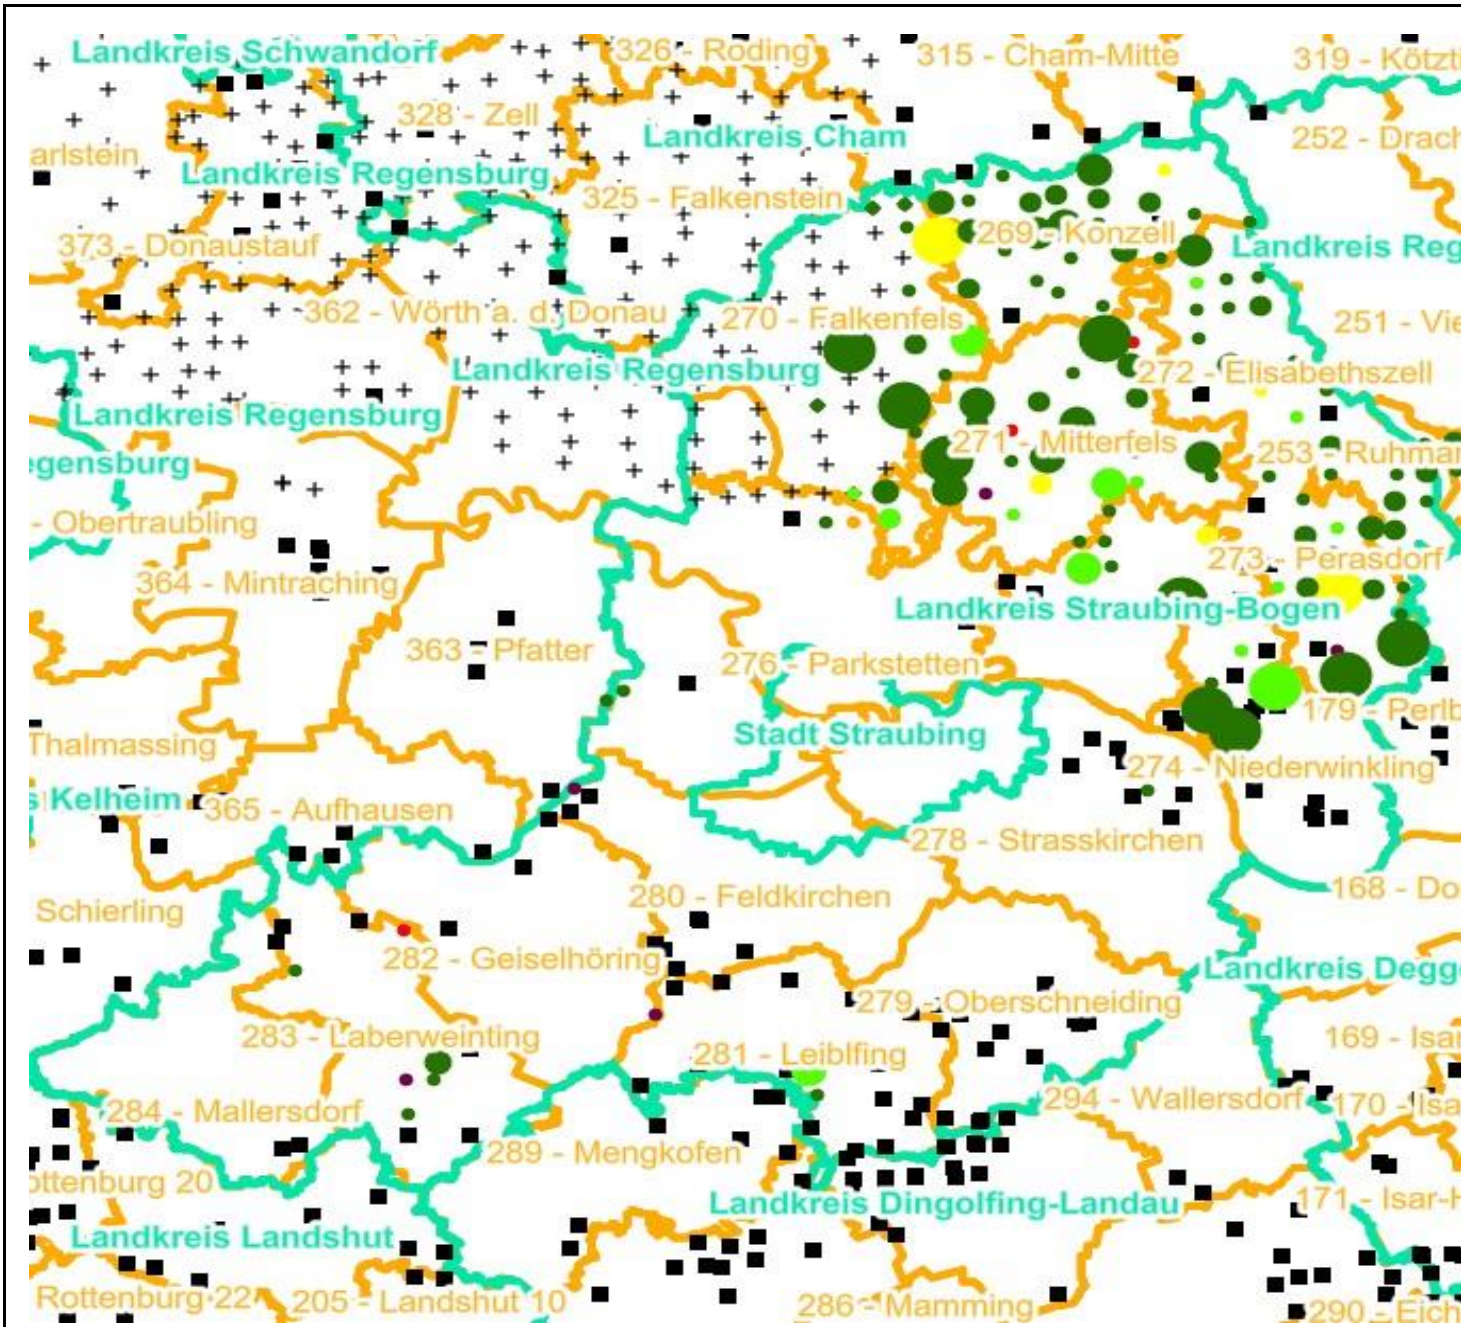 Landkreis Schwandorf
326 - Roding
315 - Cham-Mitte
319 - Kötzti
328 - Zell
Landkreis Cham
252 - Drach
arlstein
Landkreis Regensburg
325 - Falkenstein
373 - Donaustauf
269 - Konzell
Landkreis Reg
362 - Wörth a. d. Donau
270 - Falkenfels
251 - Vie
Landkreis Regensburg
272 - Elisabethszell
Landkreis Regensburg
271 - Mitterfels
253 - Ruhmar
egensburg
- Obertraubling
273 - Perasdorf
364 - Mintraching
Landkreis Straubing-Bogen
363 - Pfatter
276 - Parkstetten
179 - Perlb
Thalmassing
Stadt Straubing
274 - Niederwinkling
s Kelheim
365 - Aufhausen
278 - Strasskirchen
Schierling
280 - Feldkirchen
168 - Do
282 - Geiselhöring
Landkreis Degge
279 - Oberschneiding
283 - Laberweinting
281 - Leiblfing
169 - Isar
284 - Mallersdorf
294 - Wallersdorf
170 - Isa
289 - Mengkofen
ottenburg 20
Landkreis Dingolfing-Landau
171 - Isar-H
Landkreis Landshut
Rottenburg 22
205 - Landshut 10
286 - Mamming
290 - Eich